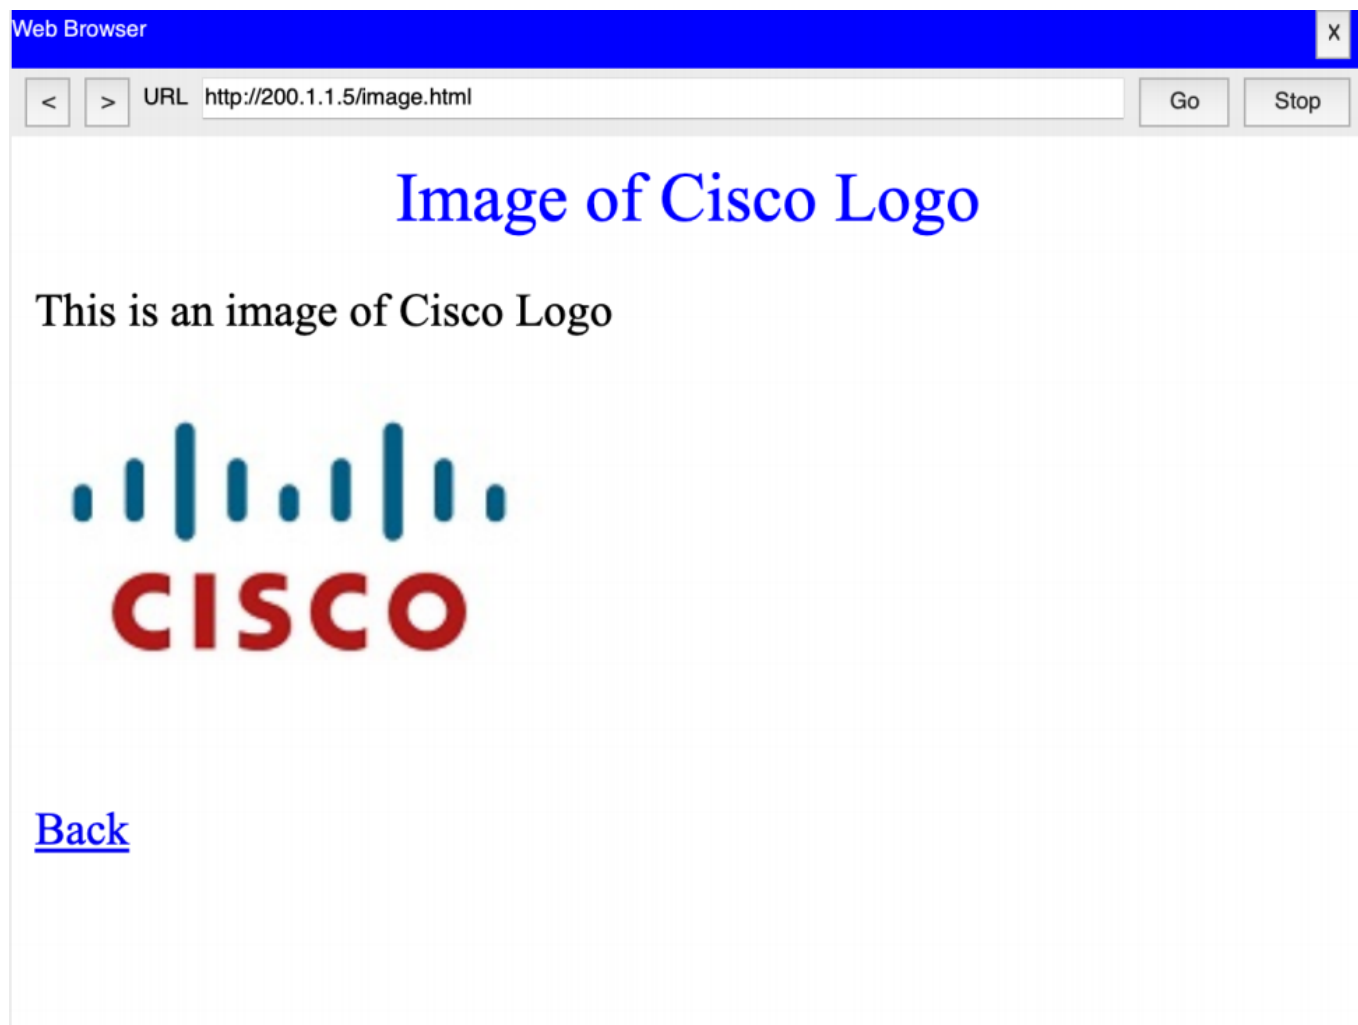 Web Browser X
< > URL http://200.1.1.5/image.html Go Stop
Image of Cisco Logo
This is an image of Cisco Logo
CISCO
Back